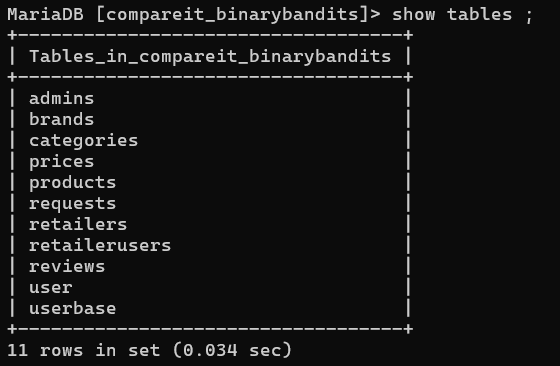 MariaDB [compareit_binarybandits]> show tables ;
+-----------------------------------+
| Tables_in_compareit_binarybandits |
+-----------------------------------+
| admins                            |
| brands                            |
| categories                        |
| prices                            |
| products                          |
| requests                          |
| retailers                         |
| retailerusers                     |
| reviews                           |
| user                              |
| userbase                          |
+-----------------------------------+
11 rows in set (0.034 sec)